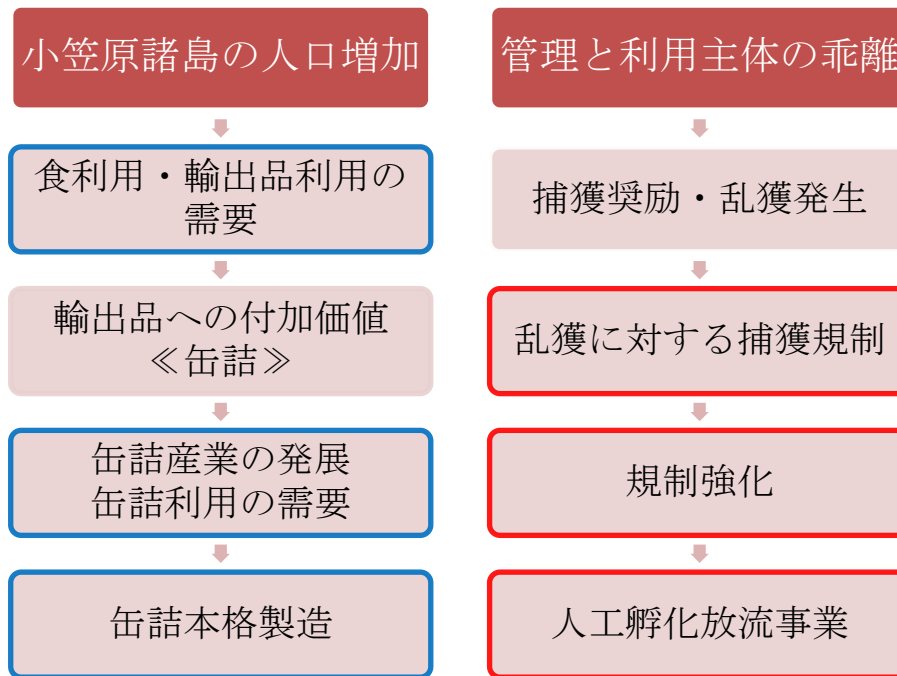 小笠原諸島の人口増加
食利用・輸出品利用の
需要
輸出品への付加価値
≪缶詰≫
缶詰産業の発展
缶詰利用の需要
缶詰本格製造
管理と利用主体の乖離
捕獲奨励・乱獲発生
乱獲に対する捕獲規制
規制強化
人工孵化放流事業